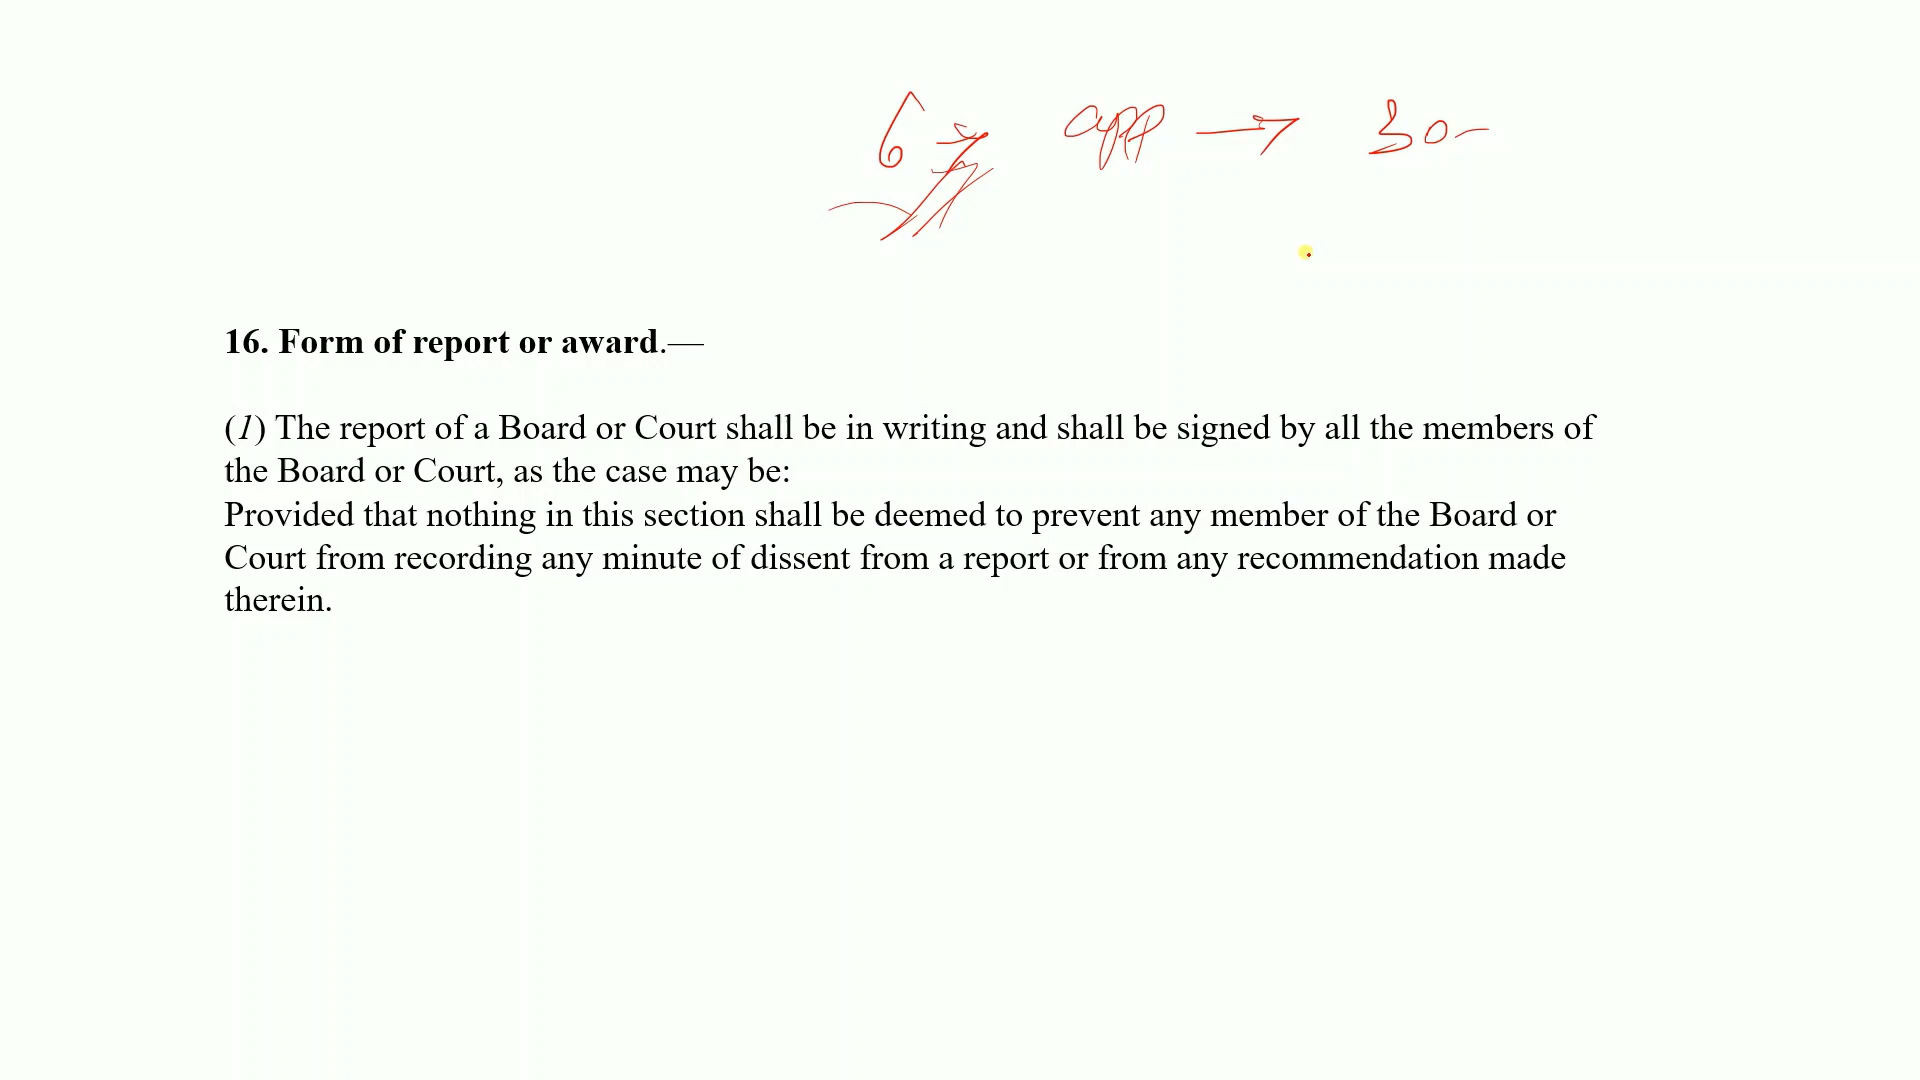 6 app → 30
16. Form of report or award.—
(1) The report of a Board or Court shall be in writing and shall be signed by all the members of
the Board or Court, as the case may be:
Provided that nothing in this section shall be deemed to prevent any member of the Board or
Court from recording any minute of dissent from a report or from any recommendation made
therein.